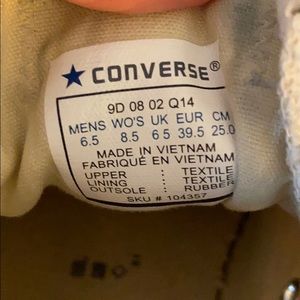 CONVERSE®
9D 08 02 Q14
MENS WO'S UK EUR CM
6.5 8.5 6.5 39.5 25.0
MADE IN VIETNAM
FABRIQUÉ EN VIETNAM
UPPER : TEXTILE
LINING : TEXTILE
OUTSOLE : RUBBER
SKU # 104357